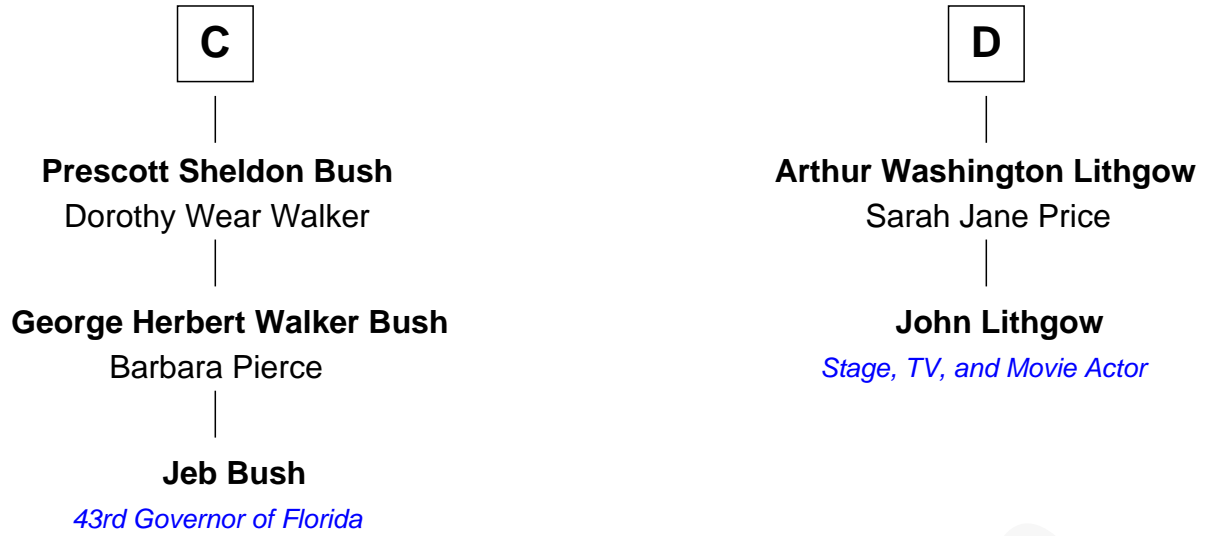 C
Prescott Sheldon Bush
Dorothy Wear Walker
George Herbert Walker Bush
Barbara Pierce
Jeb Bush
43rd Governor of Florida
D
Arthur Washington Lithgow
Sarah Jane Price
John Lithgow
Stage, TV, and Movie Actor